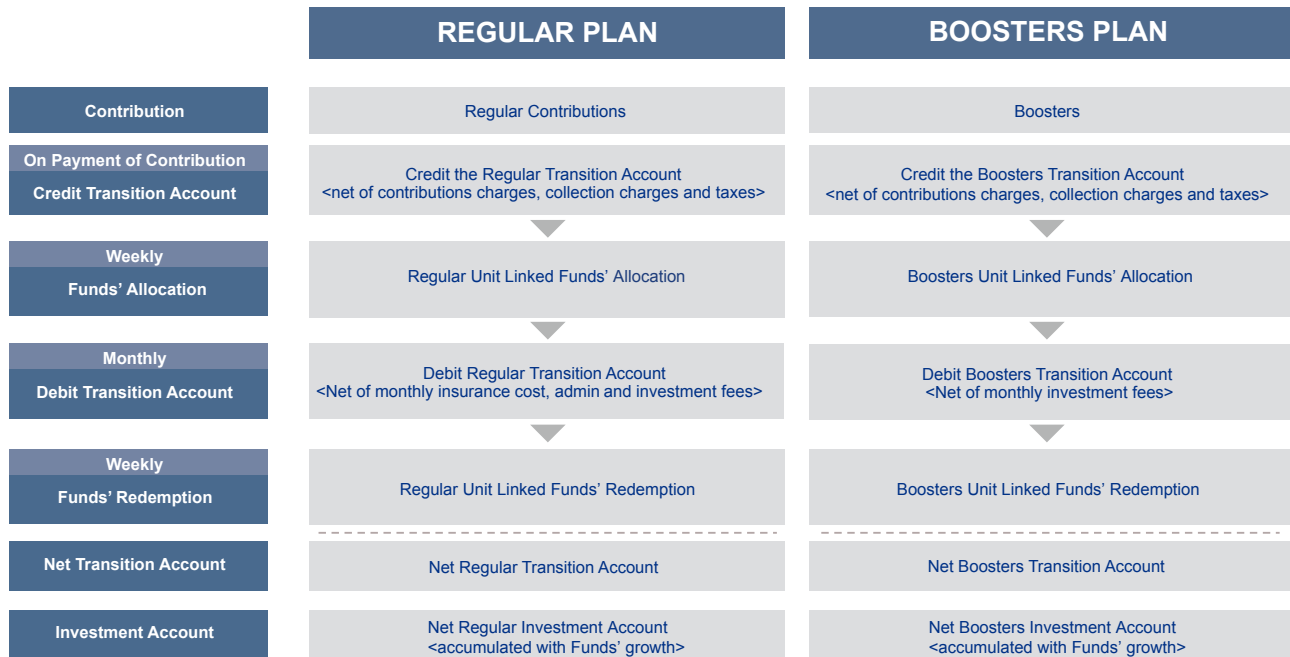 REGULAR PLAN
BOOSTERS PLAN
Contribution
Regular Contributions
Boosters
On Payment of Contribution
Credit Transition Account
Credit the Regular Transition Account
<net of contributions charges, collection charges and taxes>
Credit the Boosters Transition Account
<net of contributions charges, collection charges and taxes>
Weekly
Funds’ Allocation
Regular Unit Linked Funds’ Allocation
Boosters Unit Linked Funds’ Allocation
Monthly
Debit Transition Account
Debit Regular Transition Account
<Net of monthly insurance cost, admin and investment fees>
Debit Boosters Transition Account
<Net of monthly investment fees>
Weekly
Funds’ Redemption
Regular Unit Linked Funds’ Redemption
Boosters Unit Linked Funds’ Redemption
Net Transition Account
Net Regular Transition Account
Net Boosters Transition Account
Investment Account
Net Regular Investment Account
<accumulated with Funds’ growth>
Net Boosters Investment Account
<accumulated with Funds’ growth>